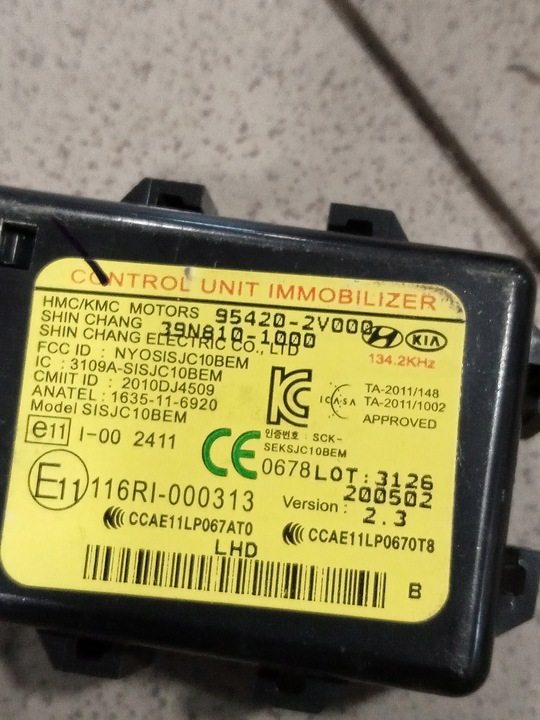 CONTROL UNIT IMMOBILIZER
HMC/KMC MOTORS 95420-2V000
SHIN CHANG 39N810-1000
SHIN CHANG ELECTRIC CO., LTD
KIA
134.2KHz
FCC ID : NYOSISJC10BEM
IC : 3109A-SISJC10BEM
CMIIT ID : 2010DJ4509
ANATEL : 1635-11-6920
Model SISJC10BEM
ICASA
TA-2011/148
TA-2011/1002
APPROVED
인증번호 : SCK-
SEKSJC10BEM
e11 I-00 2411
CE 0678 LOT: 3126
200502
E11 116RI-000313
Version : 2.3
CCAE11LP067AT0
CCAE11LP0670T8
LHD
B